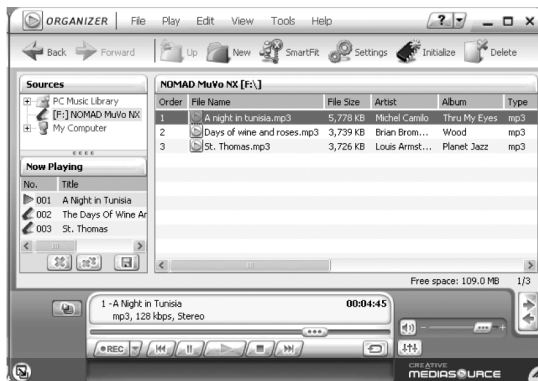 ORGANIZER File Play Edit View Tools Help ?
Back Forward Up New SmartFit Settings Initialize Delete
Sources
PC Music Library
[F:] NOMAD MuVo NX
My Computer
Now Playing
No. Title
001 A Night in Tunisia
002 The Days Of Wine Ar
003 St. Thomas
NOMAD MuVo NX [F:\]
Order File Name File Size Artist Album Type
1 A night in tunisia.mp3 5,778 KB Michel Camilo Thru My Eyes mp3
2 Days of wine and roses.mp3 3,739 KB Brian Brom... Wood mp3
3 St. Thomas.mp3 3,726 KB Louis Armst... Planet Jazz mp3
Free space: 109.0 MB 1/3
1 -A Night in Tunisia 00:04:45
mp3, 128 kbps, Stereo
REC
CREATIVE
MEDIASOURCE